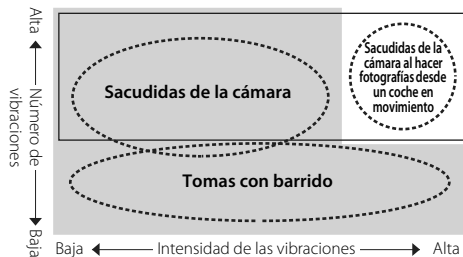 Alta
Número de
vibraciones
Baja
Sacudidas de la cámara
Sacudidas de la
cámara al hacer
fotografías desde
un coche en
movimiento
Tomas con barrido
Baja
Intensidad de las vibraciones
Alta